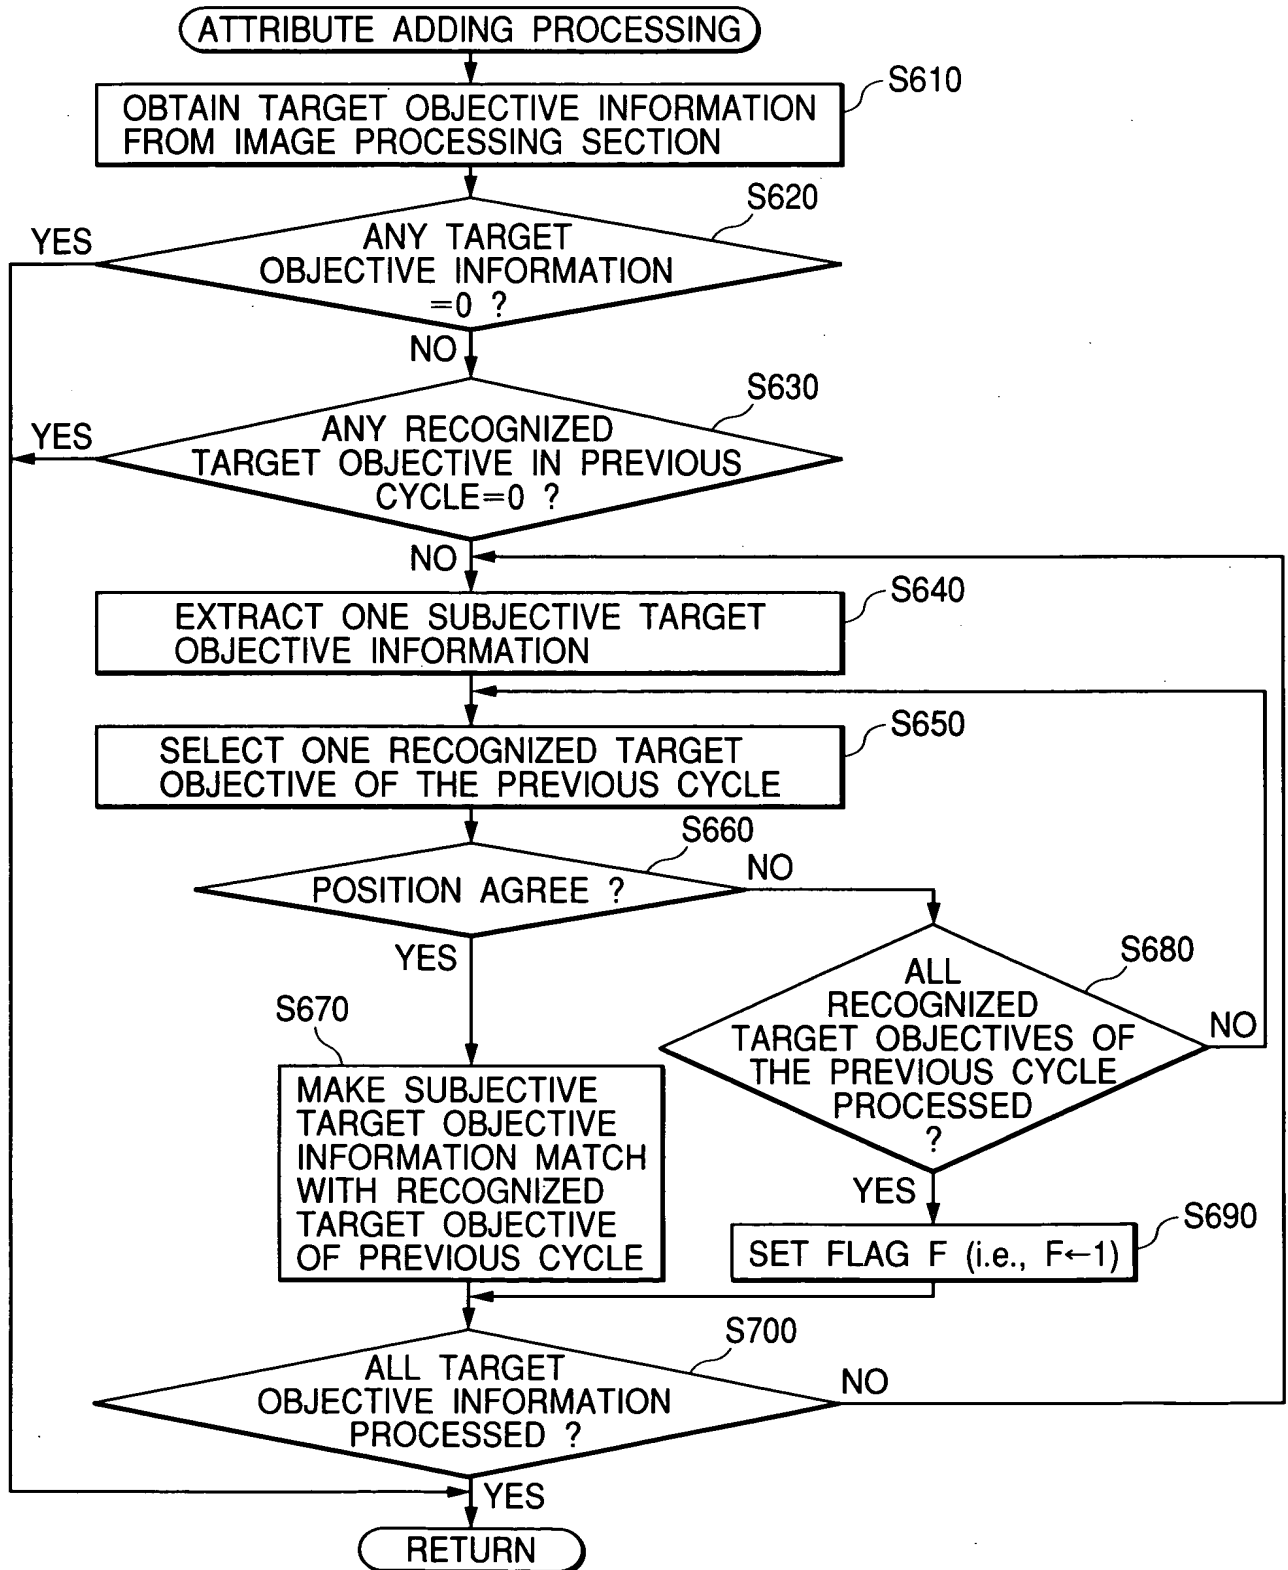 ATTRIBUTE ADDING PROCESSING
S610
OBTAIN TARGET OBJECTIVE INFORMATION
FROM IMAGE PROCESSING SECTION
S620
YES
ANY TARGET
OBJECTIVE INFORMATION
=0 ?
NO
S630
YES
ANY RECOGNIZED
TARGET OBJECTIVE IN PREVIOUS
CYCLE=0 ?
NO
S640
EXTRACT ONE SUBJECTIVE TARGET
OBJECTIVE INFORMATION
S650
SELECT ONE RECOGNIZED TARGET
OBJECTIVE OF THE PREVIOUS CYCLE
S660
POSITION AGREE ?
NO
YES
S680
ALL
RECOGNIZED
TARGET OBJECTIVES OF
THE PREVIOUS CYCLE
PROCESSED
?
NO
S670
MAKE SUBJECTIVE
TARGET OBJECTIVE
INFORMATION MATCH
WITH RECOGNIZED
TARGET OBJECTIVE
OF PREVIOUS CYCLE
YES
S690
SET FLAG F (i.e., F←1)
S700
ALL TARGET
OBJECTIVE INFORMATION
PROCESSED ?
NO
YES
RETURN